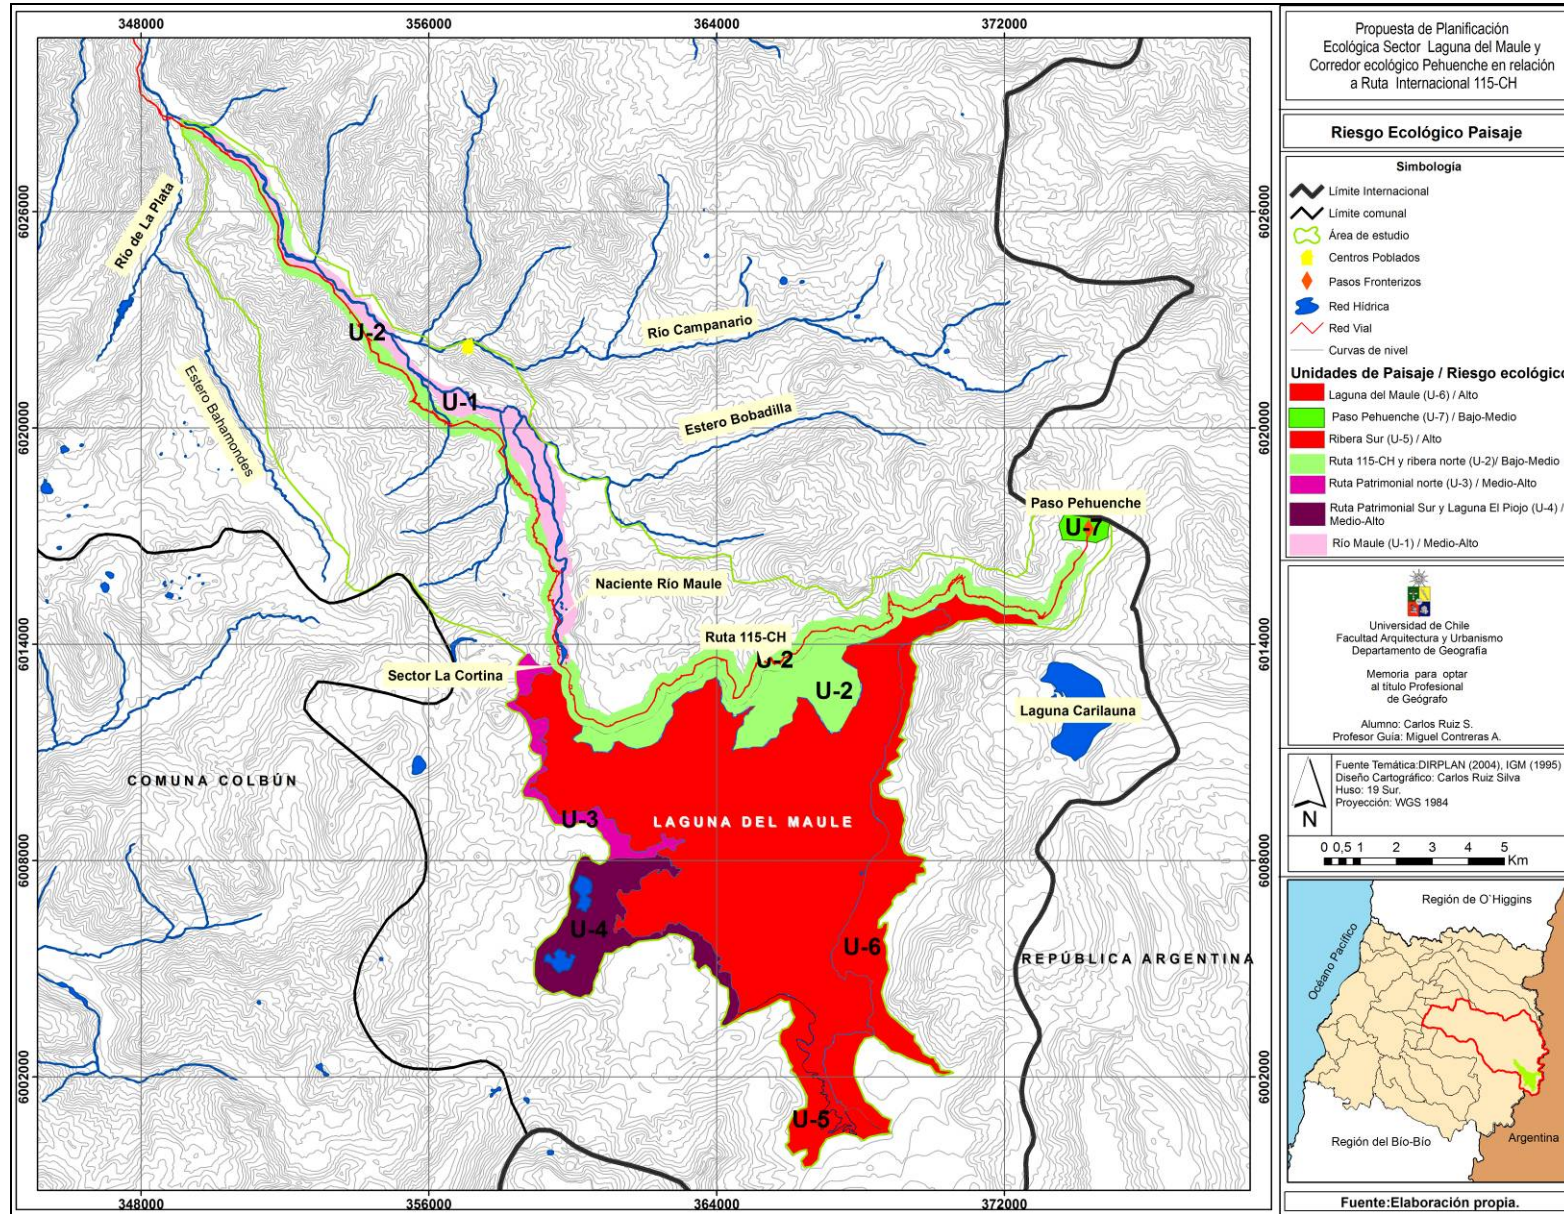 348000
356000
364000
372000
6026000
6020000
6014000
6008000
6002000
6026000
6020000
6014000
6008000
6002000
348000
356000
364000
372000
Río de La Plata
Estero Bahamondes
U-2
U-1
Río Campanario
Estero Bobadilla
Paso Pehuenche
U-7
Naciente Río Maule
Ruta 115-CH
U-2
Sector La Cortina
U-2
Laguna Carilauna
COMUNA COLBÚN
U-3
LAGUNA DEL MAULE
U-4
U-6
REPÚBLICA ARGENTINA
U-5
Propuesta de Planificación
Ecológica Sector Laguna del Maule y
Corredor ecológico Pehuenche en relación
a Ruta Internacional 115-CH
Riesgo Ecológico Paisaje
Simbología
Límite Internacional
Límite comunal
Área de estudio
Centros Poblados
Pasos Fronterizos
Red Hídrica
Red Vial
Curvas de nivel
Unidades de Paisaje / Riesgo ecológico
Laguna del Maule (U-6) / Alto
Paso Pehuenche (U-7) / Bajo-Medio
Ribera Sur (U-5) / Alto
Ruta 115-CH y ribera norte (U-2)/ Bajo-Medio
Ruta Patrimonial norte (U-3) / Medio-Alto
Ruta Patrimonial Sur y Laguna El Piojo (U-4) /
Medio-Alto
Río Maule (U-1) / Medio-Alto
Universidad de Chile
Facultad Arquitectura y Urbanismo
Departamento de Geografía
Memoria para optar
al título Profesional
de Geógrafo
Alumno: Carlos Ruiz S.
Profesor Guía: Miguel Contreras A.
Fuente Temática:DIRPLAN (2004), IGM (1995)
Diseño Cartográfico: Carlos Ruiz Silva
Huso: 19 Sur.
Proyección: WGS 1984
N
0 0,5 1 2 3 4 5
Km
Región de O`Higgins
Océano Pacífico
Región del Bío-Bío
Argentina
Fuente:Elaboración propia.